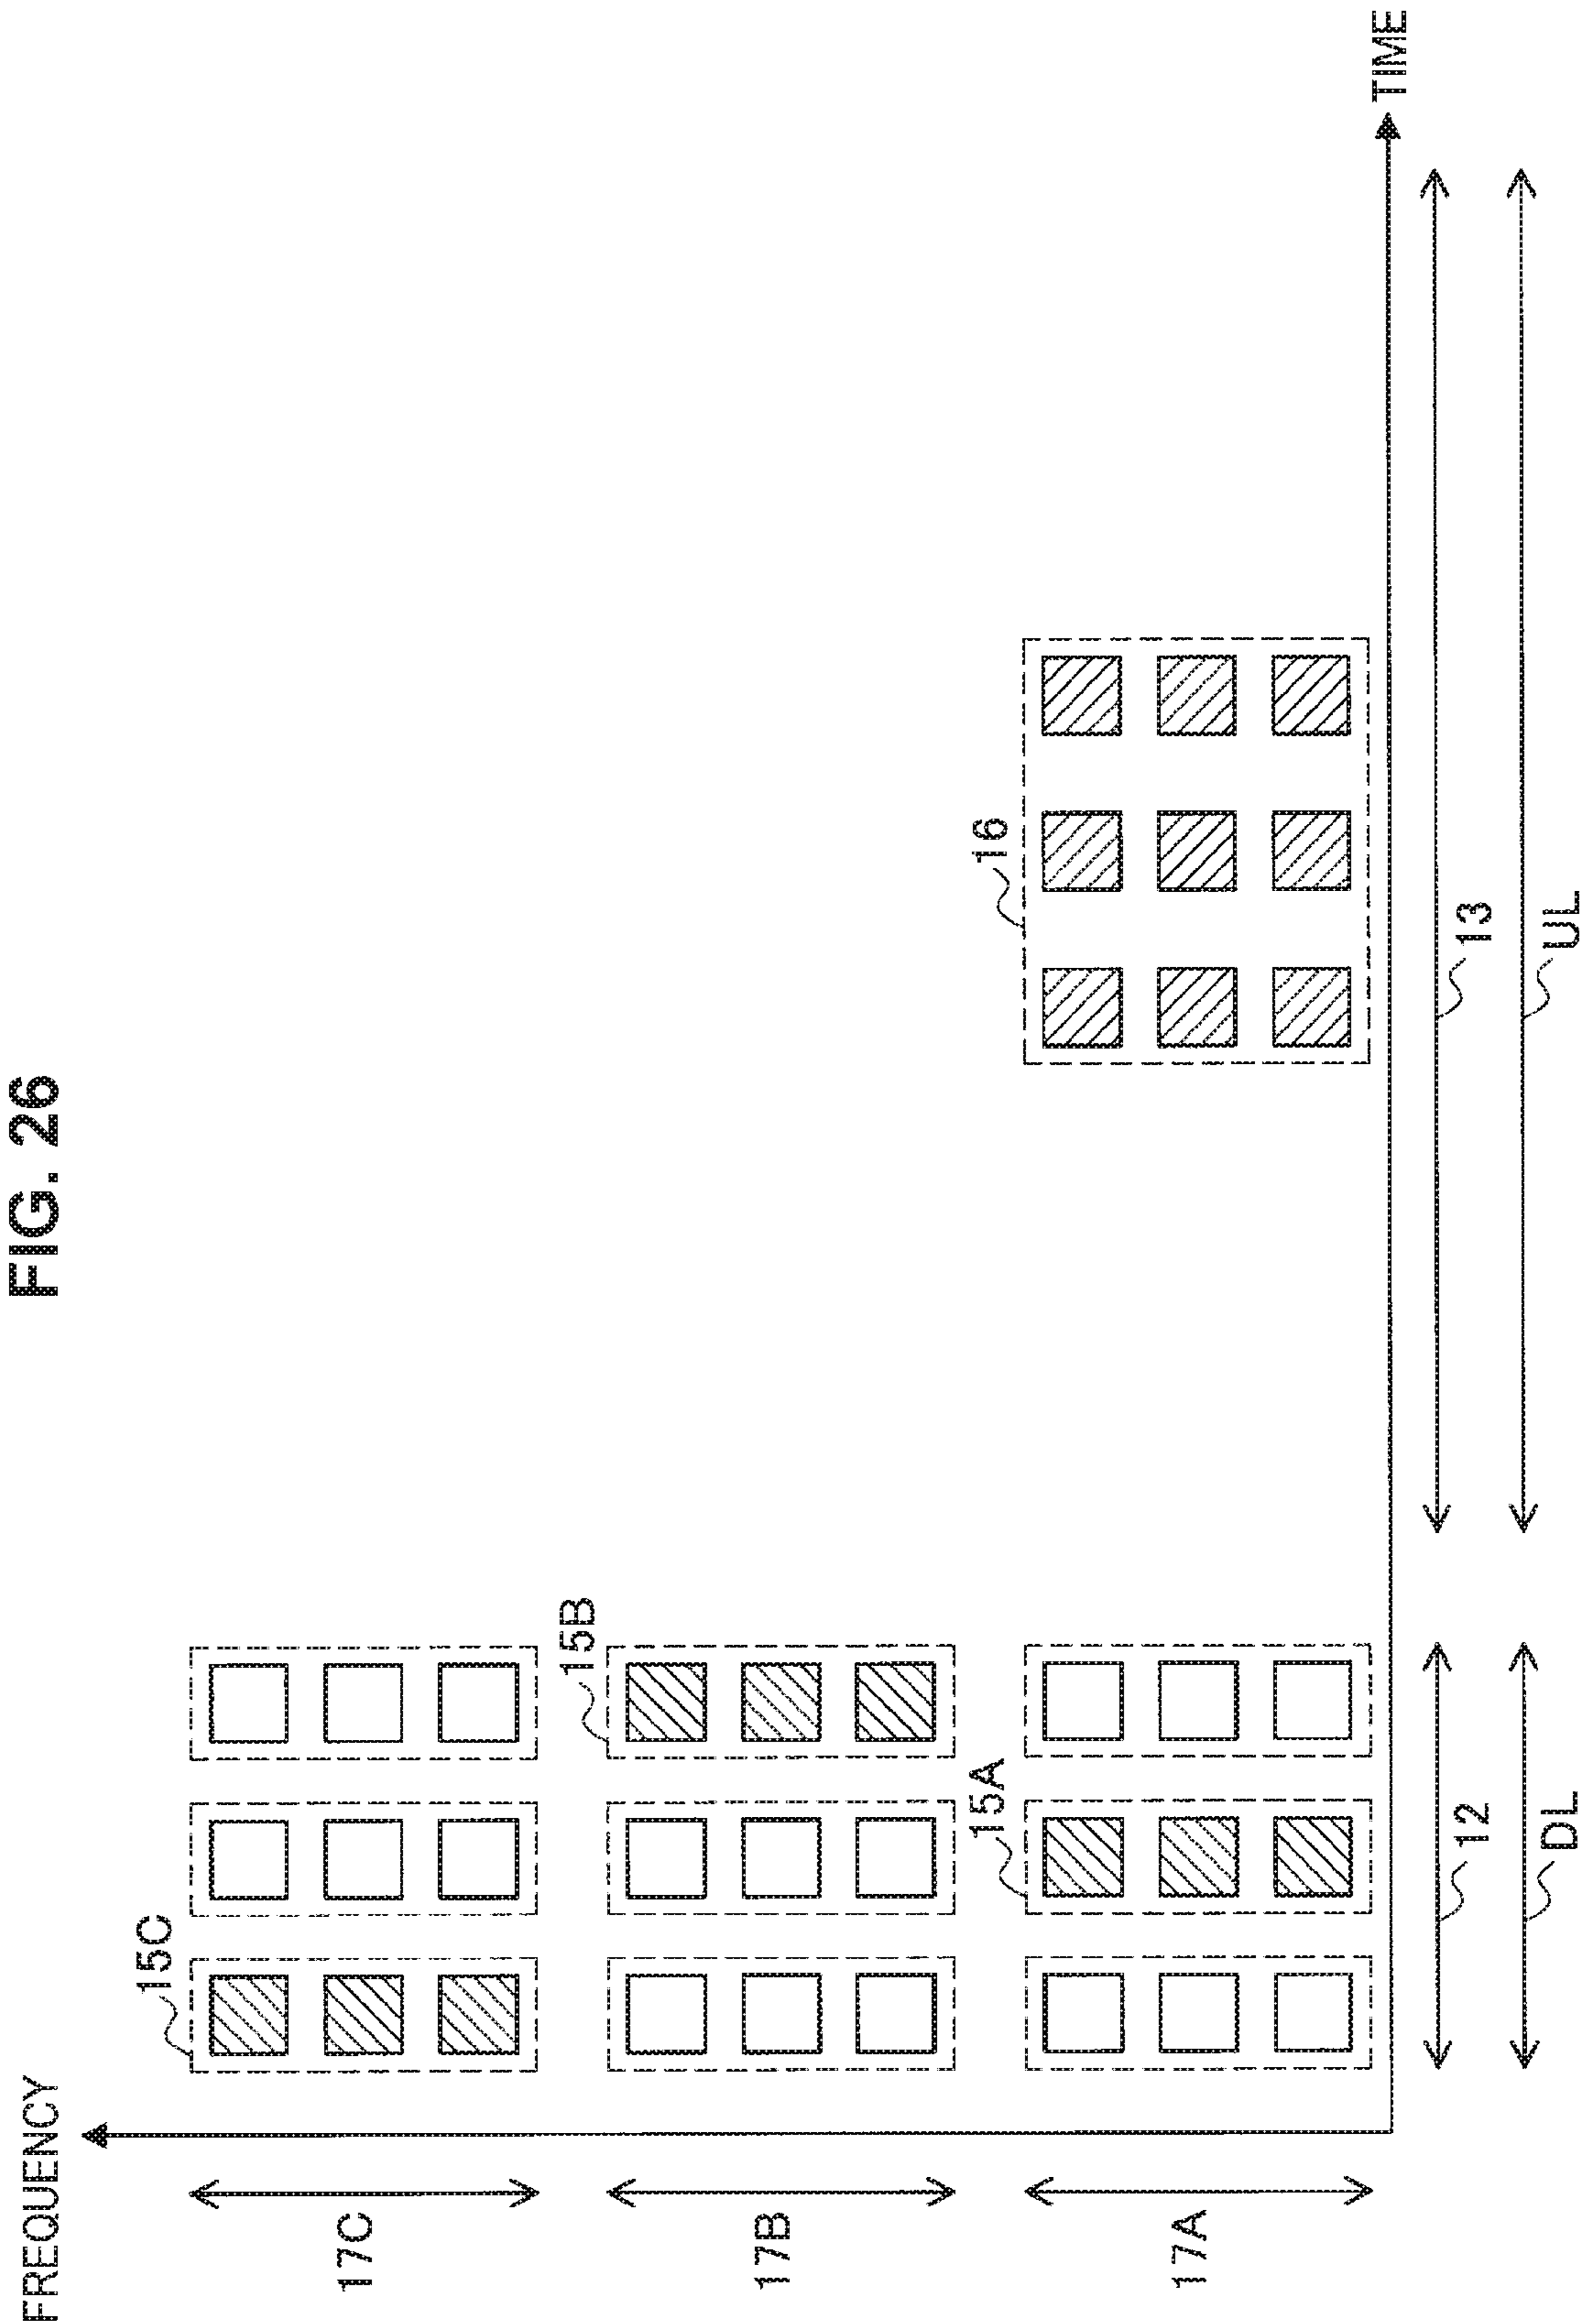 FIG. 26
FREQUENCY
15C
17C
15B
17B
16
15A
17A
TIME
12
13
DL
UL